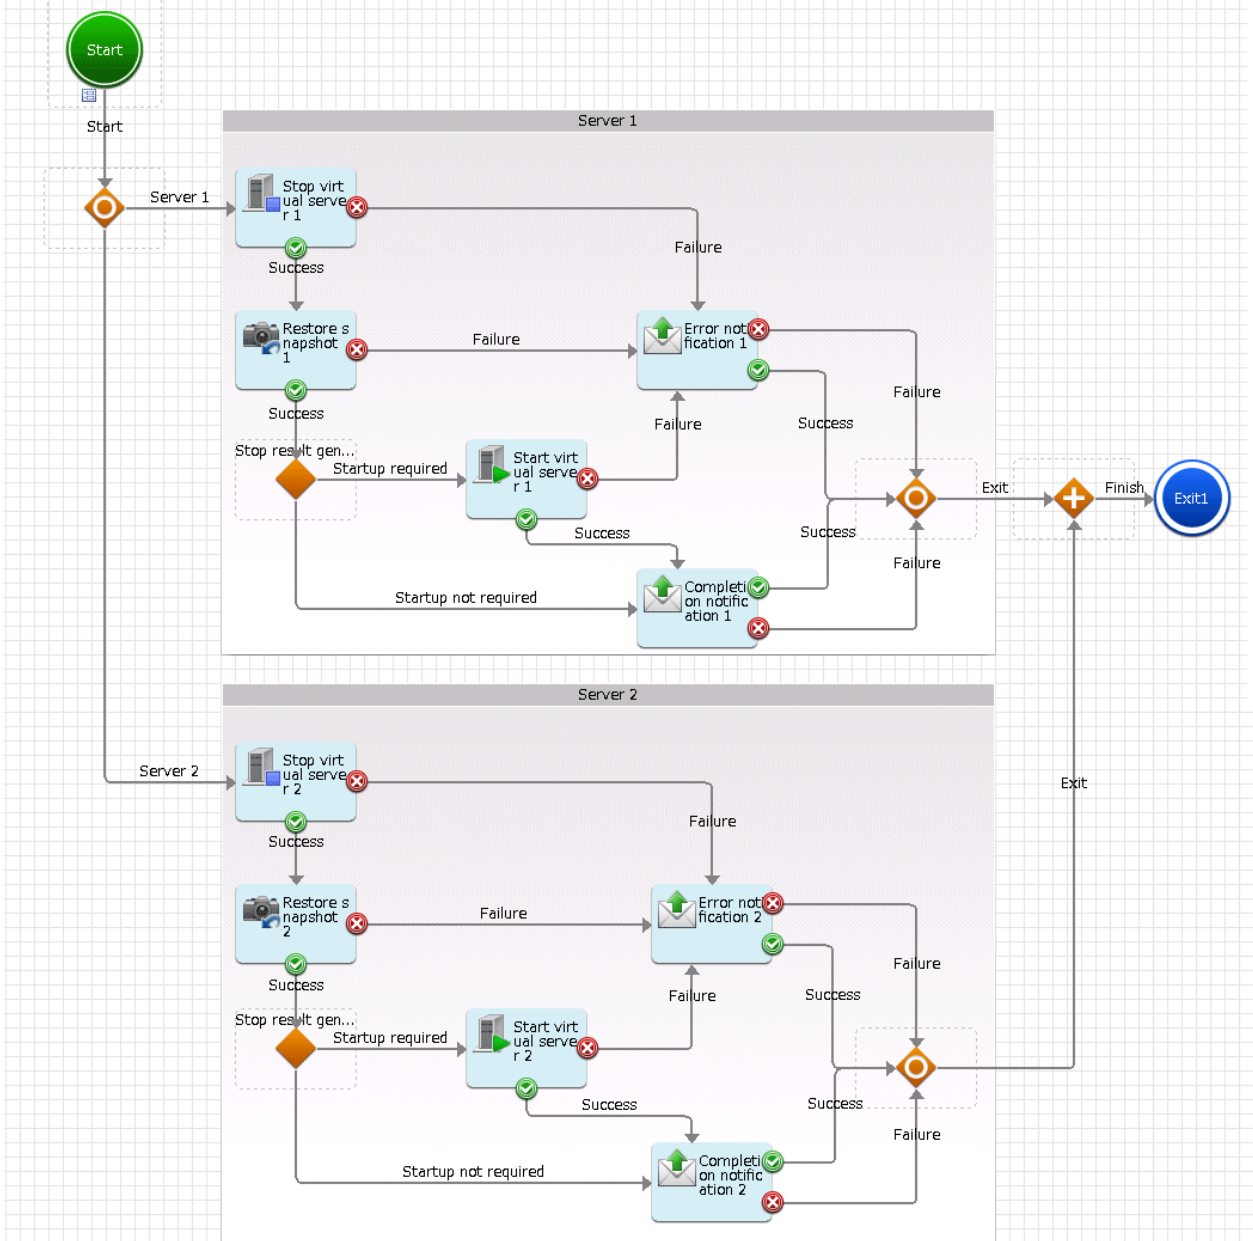 Start
Start
Server 1
Server 1
Stop virt
ual serve
r 1
Failure
Success
Restore s
napshot
1
Failure
Error not
ification 1
Failure
Success
Failure
Success
Stop result gen...
Startup required
Start virt
ual serve
r 1
Success
Success
Exit
Finish
Exit1
Failure
Startup not required
Completi
on notific
ation 1
Server 2
Server 2
Stop virt
ual serve
r 2
Failure
Success
Exit
Restore s
napshot
2
Failure
Error not
ification 2
Failure
Success
Failure
Success
Stop result gen...
Startup required
Start virt
ual serve
r 2
Success
Success
Failure
Startup not required
Completi
on notific
ation 2